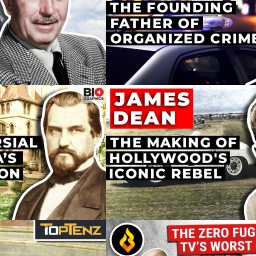 THE FOUNDING
FATHER OF
ORGANIZED CRIME
BIO
GRAPHICS
RSIAL
A'S
ON
TOPTENZ
JAMES
DEAN
THE MAKING OF
HOLLYWOOD'S
ICONIC REBEL
THE ZERO FUG
TV'S WORST